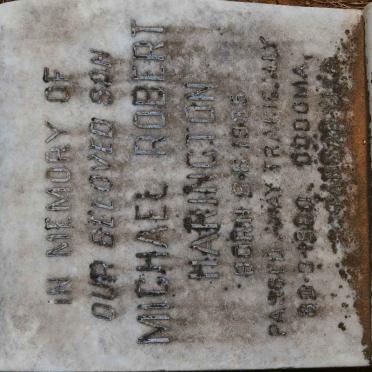 IN MEMORY OF
OUR BELOVED SON
MICHAEL ROBERT
HARINGTON
BORN
PASSED AWAY TRAGICALLY
DODOMA